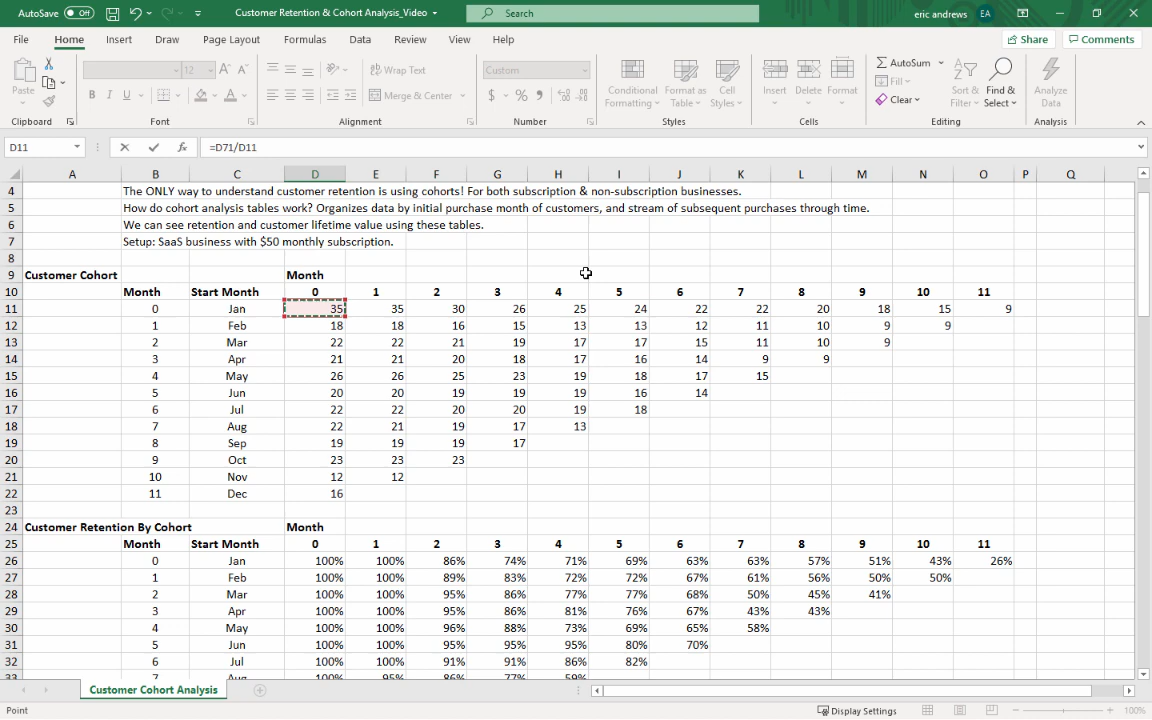 AutoSave Off Customer Retention & Cohort Analysis_Video Search eric andrews EA
File Home Insert Draw Page Layout Formulas Data Review View Help Share Comments
Paste 12 A A Wrap Text Custom Conditional Formatting Format as Table Cell Styles Insert Delete Format AutoSum Sort & Filter Find & Select Analyze Data
B I U A Merge & Center $ % Fill Clear
Clipboard Font Alignment Number Styles Cells Editing Analysis
D11 fx =D71/D11
A B C D E F G H I J K L M N O P Q
4 The ONLY way to understand customer retention is using cohorts! For both subscription & non-subscription businesses.
5 How do cohort analysis tables work? Organizes data by initial purchase month of customers, and stream of subsequent purchases through time.
6 We can see retention and customer lifetime value using these tables.
7 Setup: SaaS business with $50 monthly subscription.
8
9 Customer Cohort Month
10 Month Start Month 0 1 2 3 4 5 6 7 8 9 10 11
11 0 Jan 35 35 30 26 25 24 22 22 20 18 15 9
12 1 Feb 18 18 16 15 13 13 12 11 10 9 9
13 2 Mar 22 22 21 19 17 17 15 11 10 9
14 3 Apr 21 21 20 18 17 16 14 9 9
15 4 May 26 26 25 23 19 18 17 15
16 5 Jun 20 20 19 19 19 16 14
17 6 Jul 22 22 20 20 19 18
18 7 Aug 22 21 19 17 13
19 8 Sep 19 19 19 17
20 9 Oct 23 23 23
21 10 Nov 12 12
22 11 Dec 16
23
24 Customer Retention By Cohort Month
25 Month Start Month 0 1 2 3 4 5 6 7 8 9 10 11
26 0 Jan 100% 100% 86% 74% 71% 69% 63% 63% 57% 51% 43% 26%
27 1 Feb 100% 100% 89% 83% 72% 72% 67% 61% 56% 50% 50%
28 2 Mar 100% 100% 95% 86% 77% 77% 68% 50% 45% 41%
29 3 Apr 100% 100% 95% 86% 81% 76% 67% 43% 43%
30 4 May 100% 100% 96% 88% 73% 69% 65% 58%
31 5 Jun 100% 100% 95% 95% 95% 80% 70%
32 6 Jul 100% 100% 91% 91% 86% 82%
33 7 Aug 100% 95% 86% 77% 59%
Customer Cohort Analysis
Point Display Settings 100%